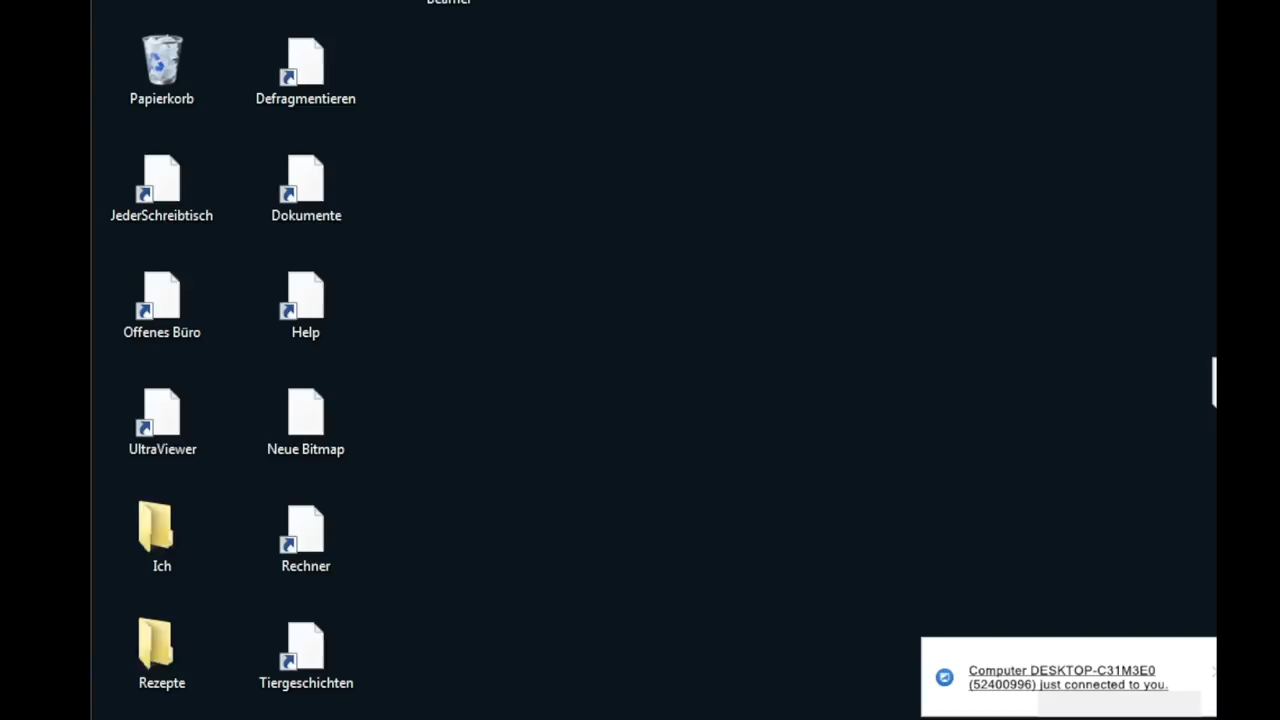 Beamer
Papierkorb
Defragmentieren
JederSchreibtisch
Dokumente
Offenes Büro
Help
UltraViewer
Neue Bitmap
Ich
Rechner
Rezepte
Tiergeschichten
Computer DESKTOP-C31M3E0
(52400996) just connected to you.